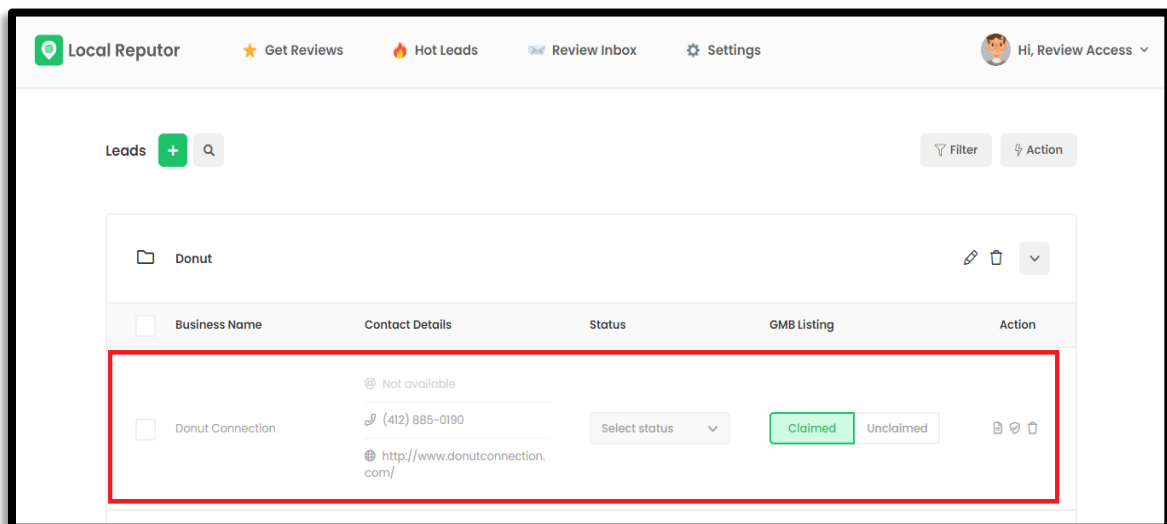 Local Reputor Get Reviews Hot Leads Review Inbox Settings Hi, Review Access
Leads + Filter Action
Donut
Business Name Contact Details Status GMB Listing Action
@ Not available
(412) 885-0190
Donut Connection Select status Claimed Unclaimed
http://www.donutconnection.
com/